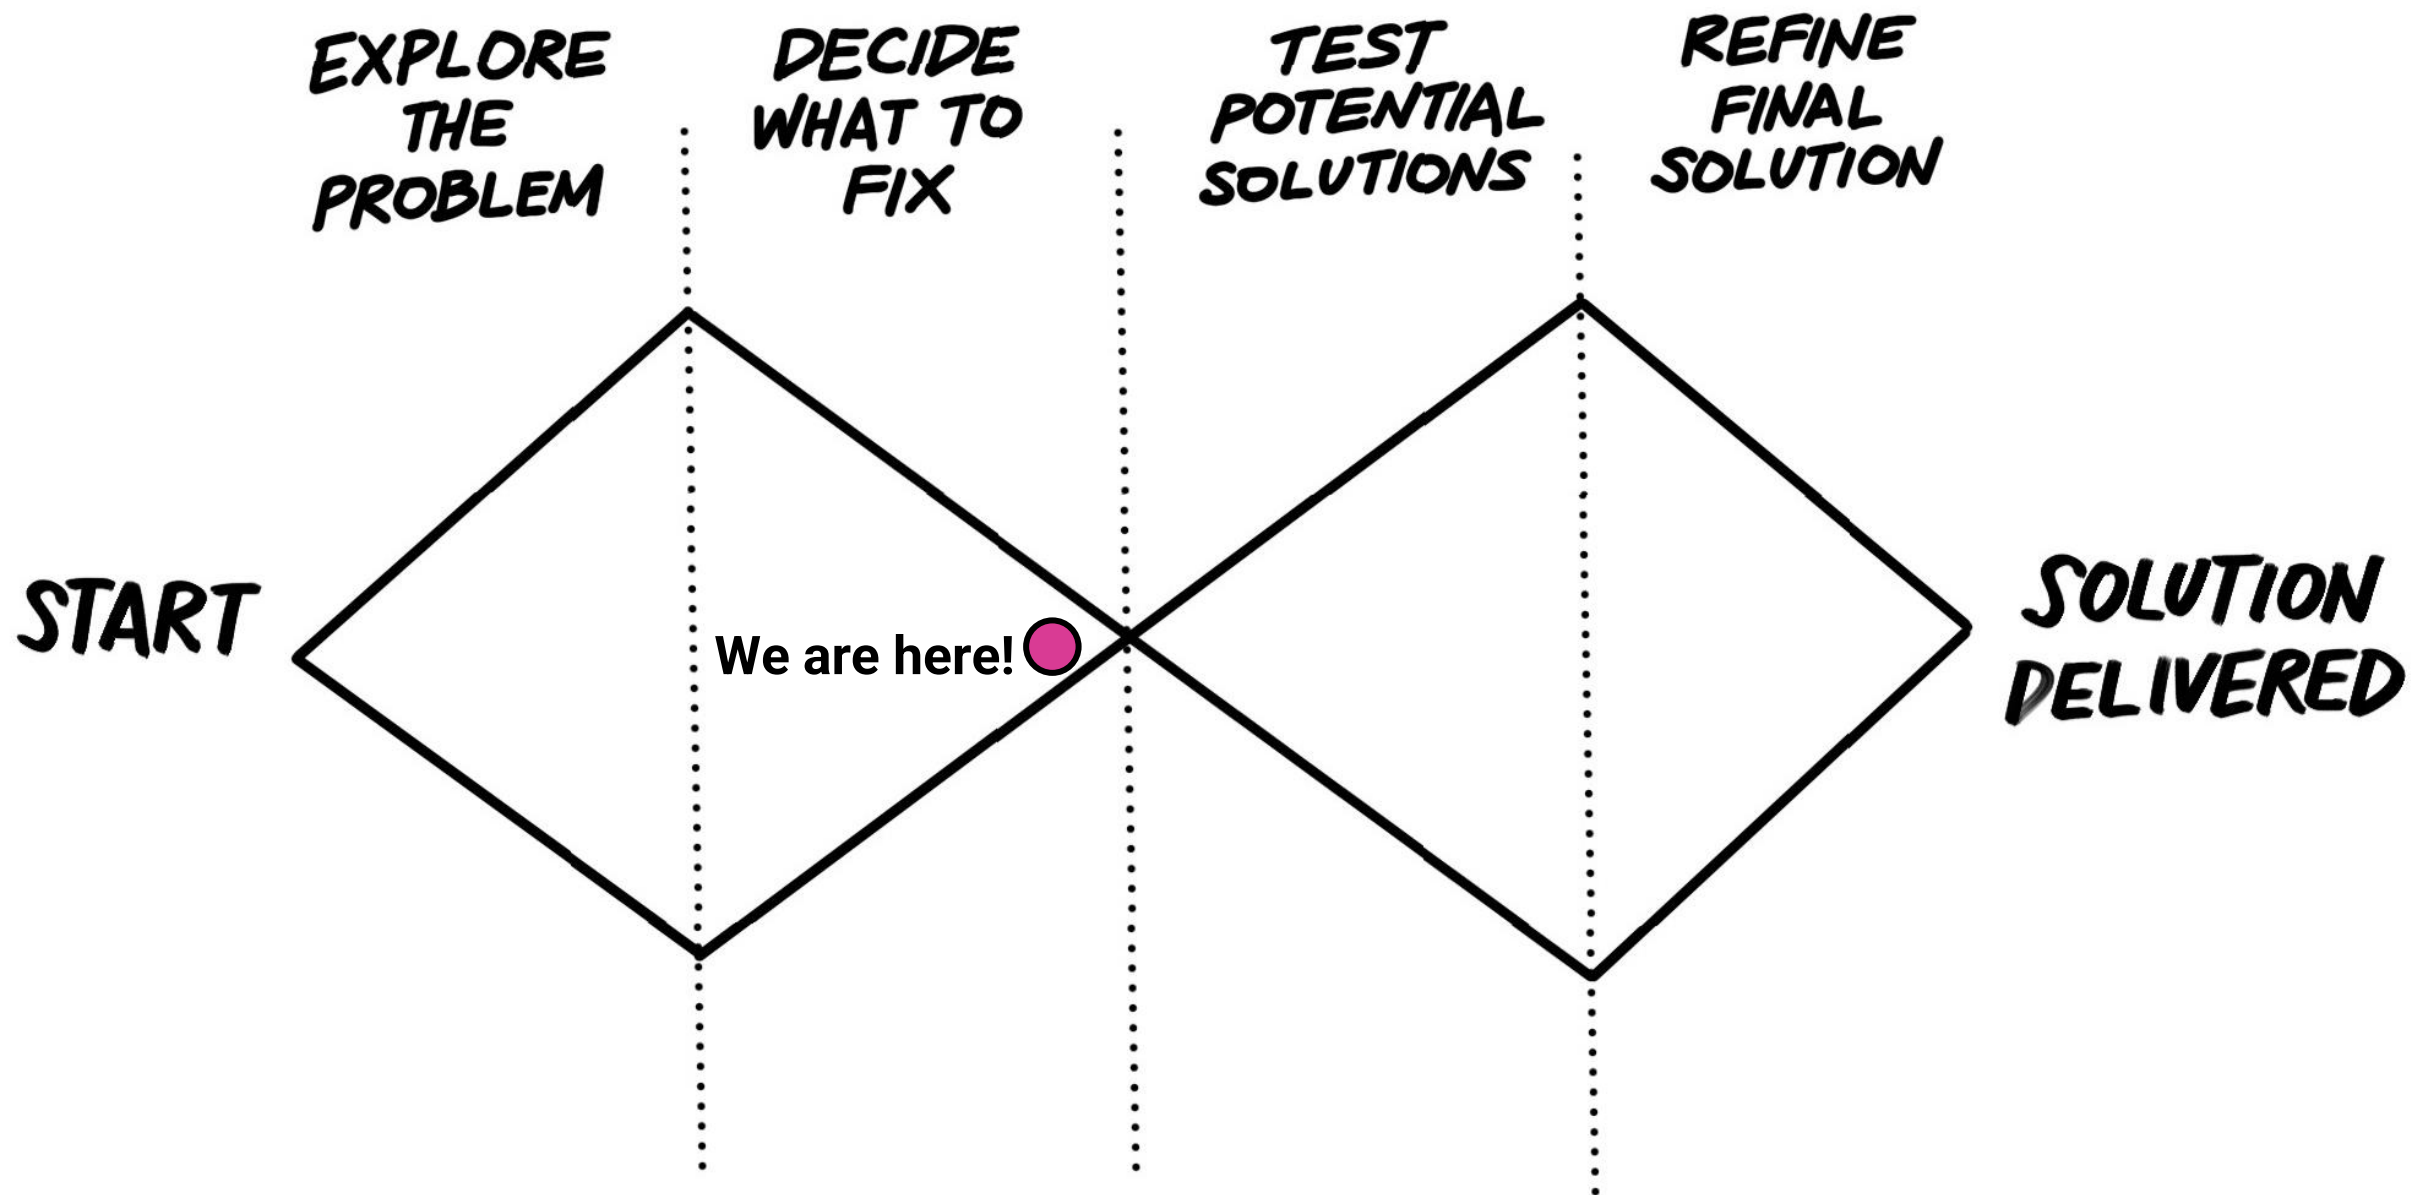 EXPLORE
THE
PROBLEM
DECIDE
WHAT TO
FIX
TEST
POTENTIAL
SOLUTIONS
REFINE
FINAL
SOLUTION
START
We are here!
SOLUTION
DELIVERED